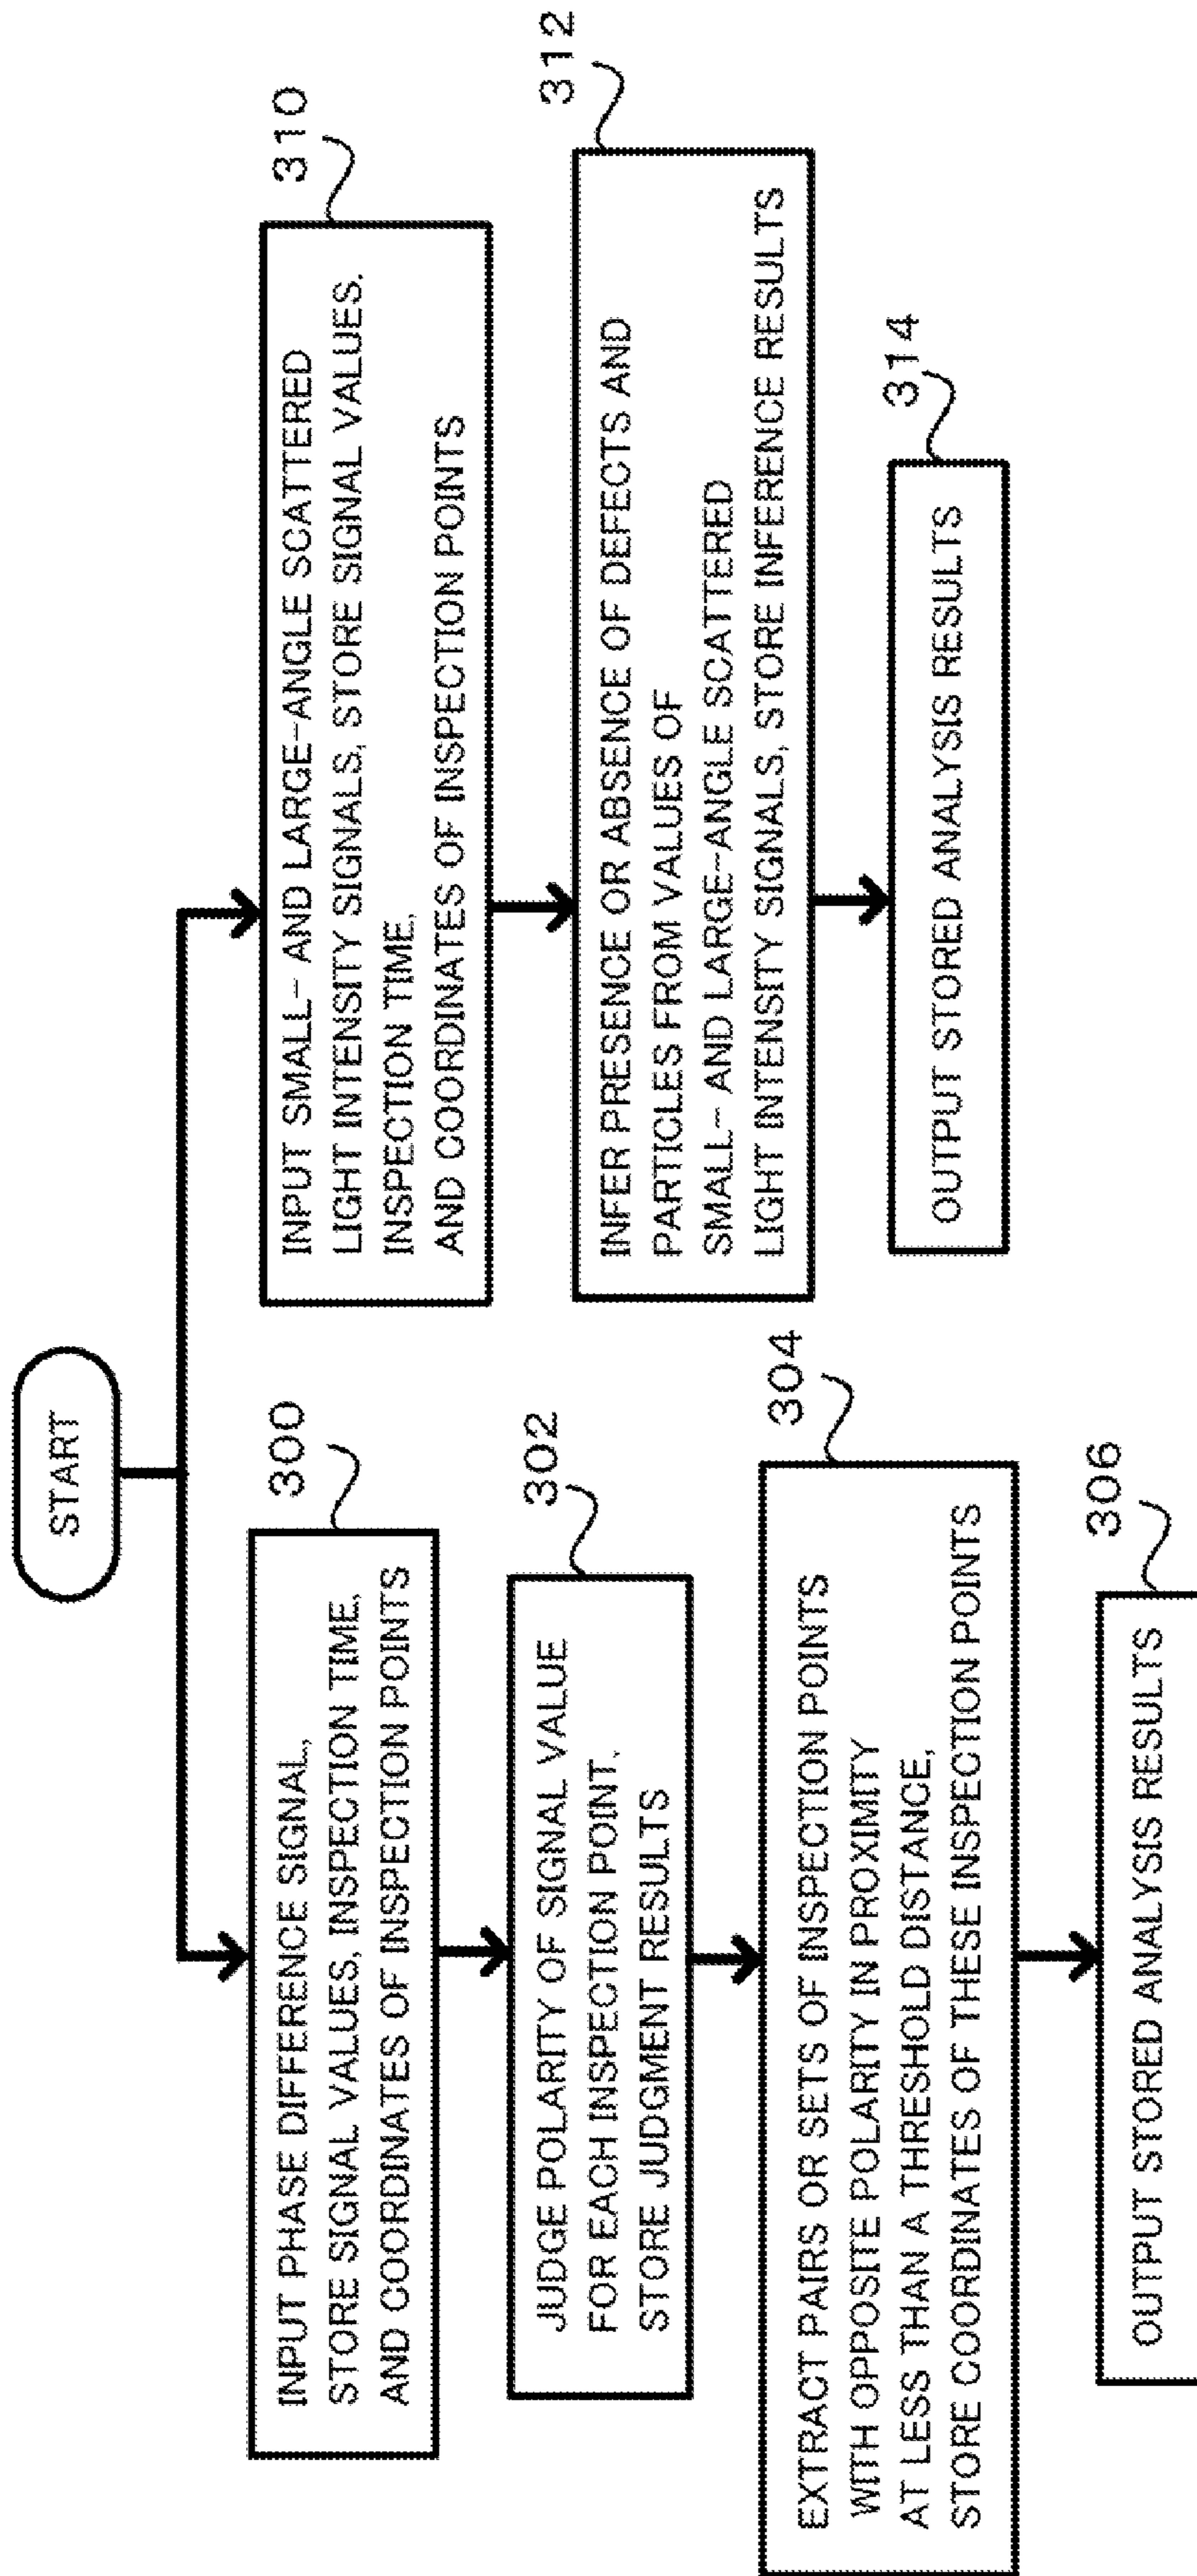 START
300
INPUT PHASE DIFFERENCE SIGNAL,
STORE SIGNAL VALUES, INSPECTION TIME,
AND COORDINATES OF INSPECTION POINTS
302
JUDGE POLARITY OF SIGNAL VALUE
FOR EACH INSPECTION POINT,
STORE JUDGMENT RESULTS
304
EXTRACT PAIRS OR SETS OF INSPECTION POINTS
WITH OPPOSITE POLARITY IN PROXIMITY
AT LESS THAN A THRESHOLD DISTANCE,
STORE COORDINATES OF THESE INSPECTION POINTS
306
OUTPUT STORED ANALYSIS RESULTS
310
INPUT SMALL- AND LARGE-ANGLE SCATTERED
LIGHT INTENSITY SIGNALS, STORE SIGNAL VALUES,
INSPECTION TIME,
AND COORDINATES OF INSPECTION POINTS
312
INFER PRESENCE OR ABSENCE OF DEFECTS AND
PARTICLES FROM VALUES OF
SMALL- AND LARGE-ANGLE SCATTERED
LIGHT INTENSITY SIGNALS, STORE INFERENCE RESULTS
314
OUTPUT STORED ANALYSIS RESULTS